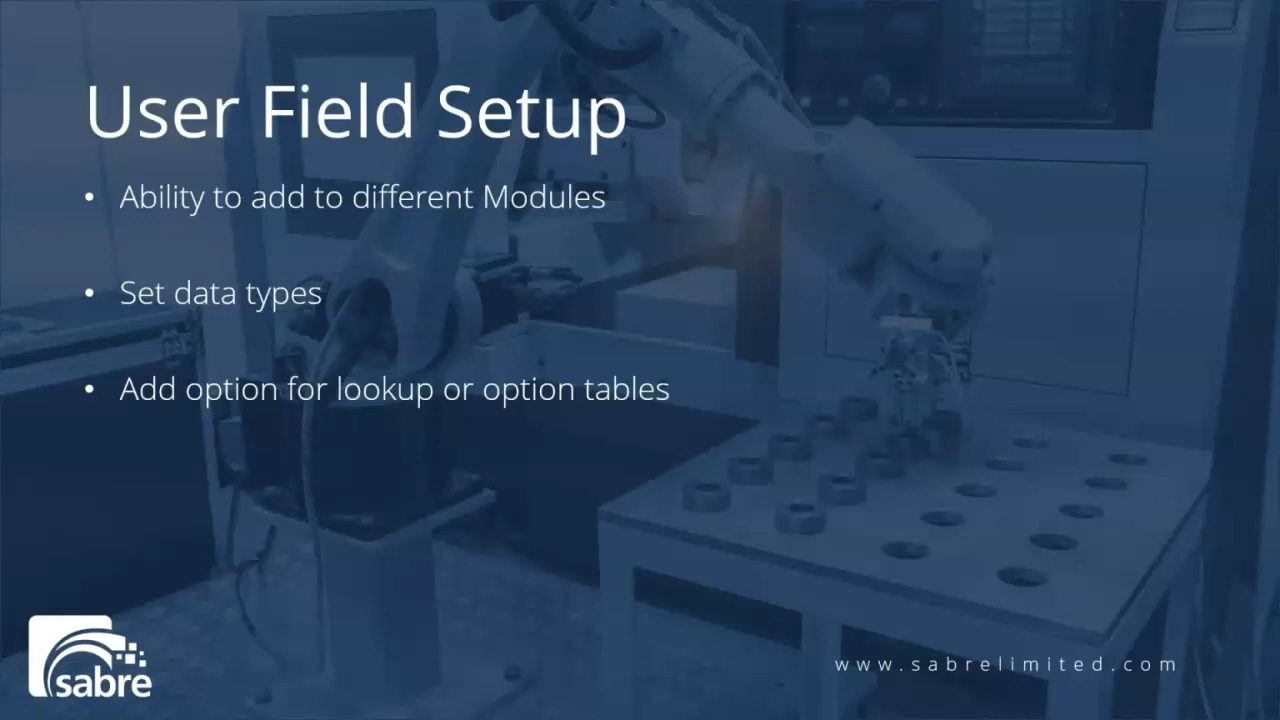 User Field Setup
• Ability to add to different Modules
• Set data types
• Add option for lookup or option tables
sabre
www.sabrelimited.com